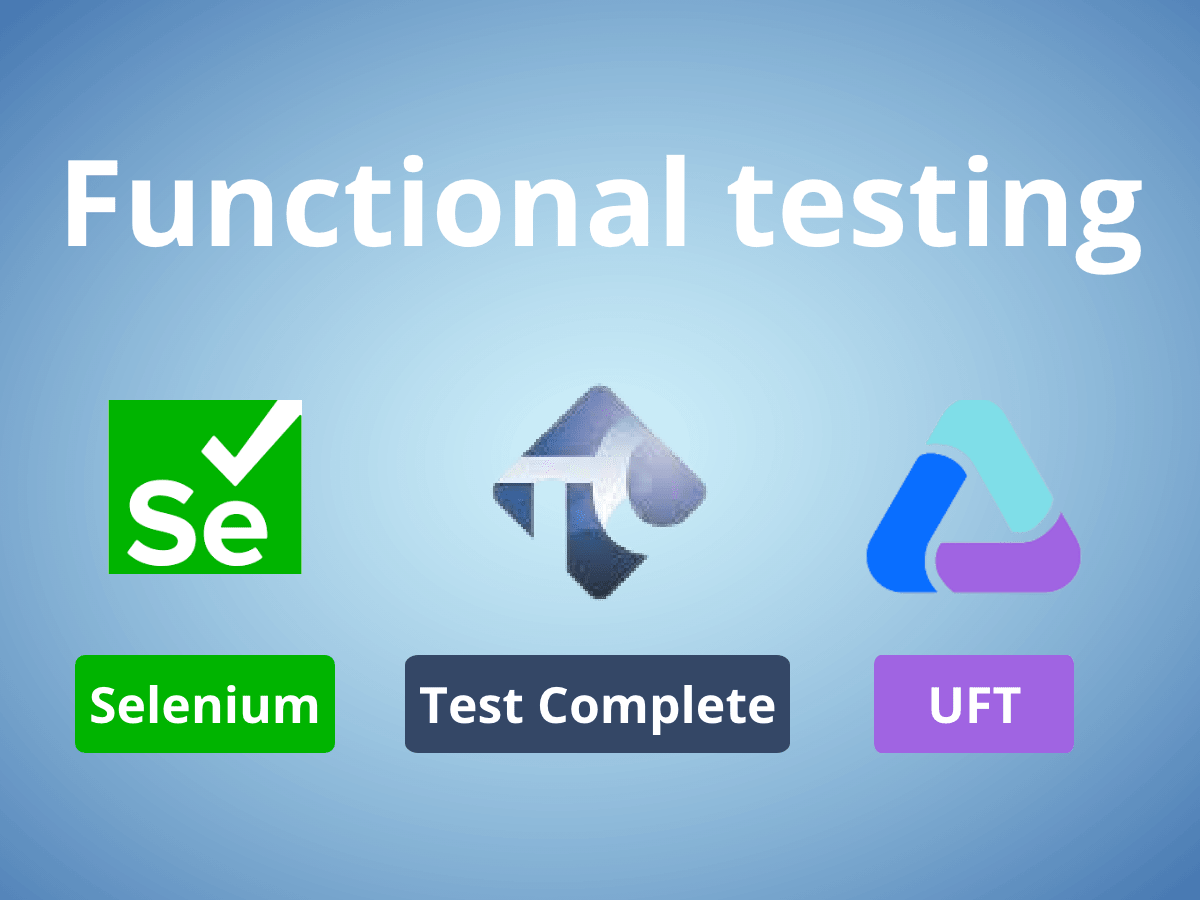 Functional testing
Se
Selenium
Test Complete
UFT